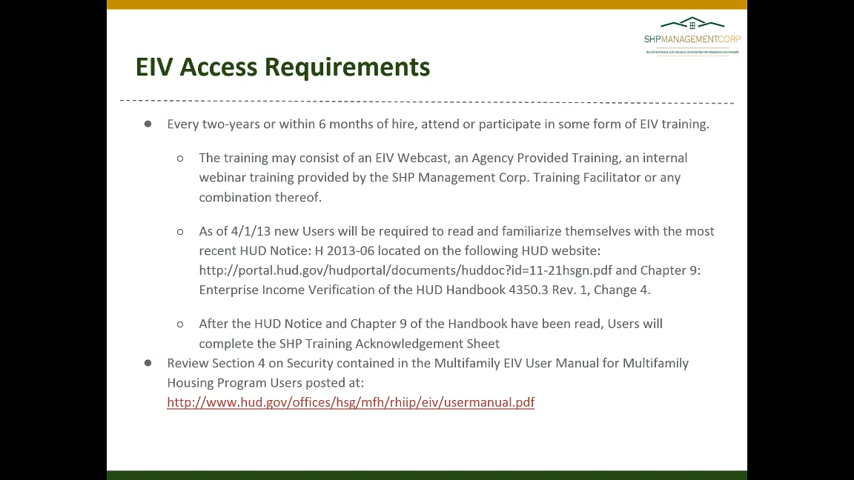 SHPMANAGEMENTCORP
EIV Access Requirements
● Every two-years or within 6 months of hire, attend or participate in some form of EIV training.
○ The training may consist of an EIV Webcast, an Agency Provided Training, an internal
webinar training provided by the SHP Management Corp. Training Facilitator or any
combination thereof.
○ As of 4/1/13 new Users will be required to read and familiarize themselves with the most
recent HUD Notice: H 2013-06 located on the following HUD website:
http://portal.hud.gov/hudportal/documents/huddoc?id=11-21hsgn.pdf and Chapter 9:
Enterprise Income Verification of the HUD Handbook 4350.3 Rev. 1, Change 4.
○ After the HUD Notice and Chapter 9 of the Handbook have been read, Users will
complete the SHP Training Acknowledgement Sheet
● Review Section 4 on Security contained in the Multifamily EIV User Manual for Multifamily
Housing Program Users posted at:
http://www.hud.gov/offices/hsg/mfh/rhiip/eiv/usermanual.pdf